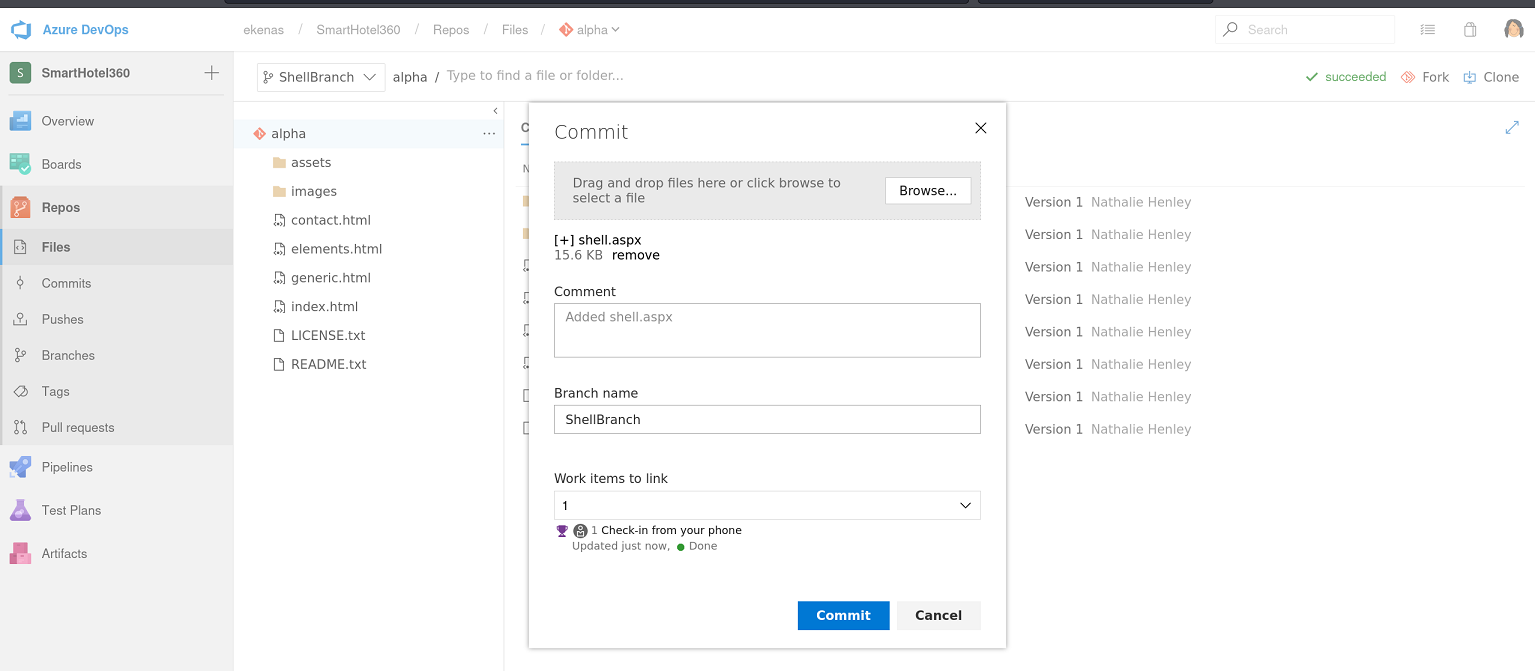 Azure DevOps
ekenas / SmartHotel360 / Repos / Files / alpha
Search
S SmartHotel360
ShellBranch alpha / Type to find a file or folder...
succeeded Fork Clone
Overview
Boards
Repos
Files
Commits
Pushes
Branches
Tags
Pull requests
Pipelines
Test Plans
Artifacts
alpha ...
assets
images
contact.html
elements.html
generic.html
index.html
LICENSE.txt
README.txt
C
N
Commit
Drag and drop files here or click browse to
select a file
Browse...
[+] shell.aspx
15.6 KB remove
Comment
Added shell.aspx
Branch name
ShellBranch
Work items to link
1
1 Check-in from your phone
Updated just now, Done
Commit Cancel
Version 1 Nathalie Henley
Version 1 Nathalie Henley
Version 1 Nathalie Henley
Version 1 Nathalie Henley
Version 1 Nathalie Henley
Version 1 Nathalie Henley
Version 1 Nathalie Henley
Version 1 Nathalie Henley